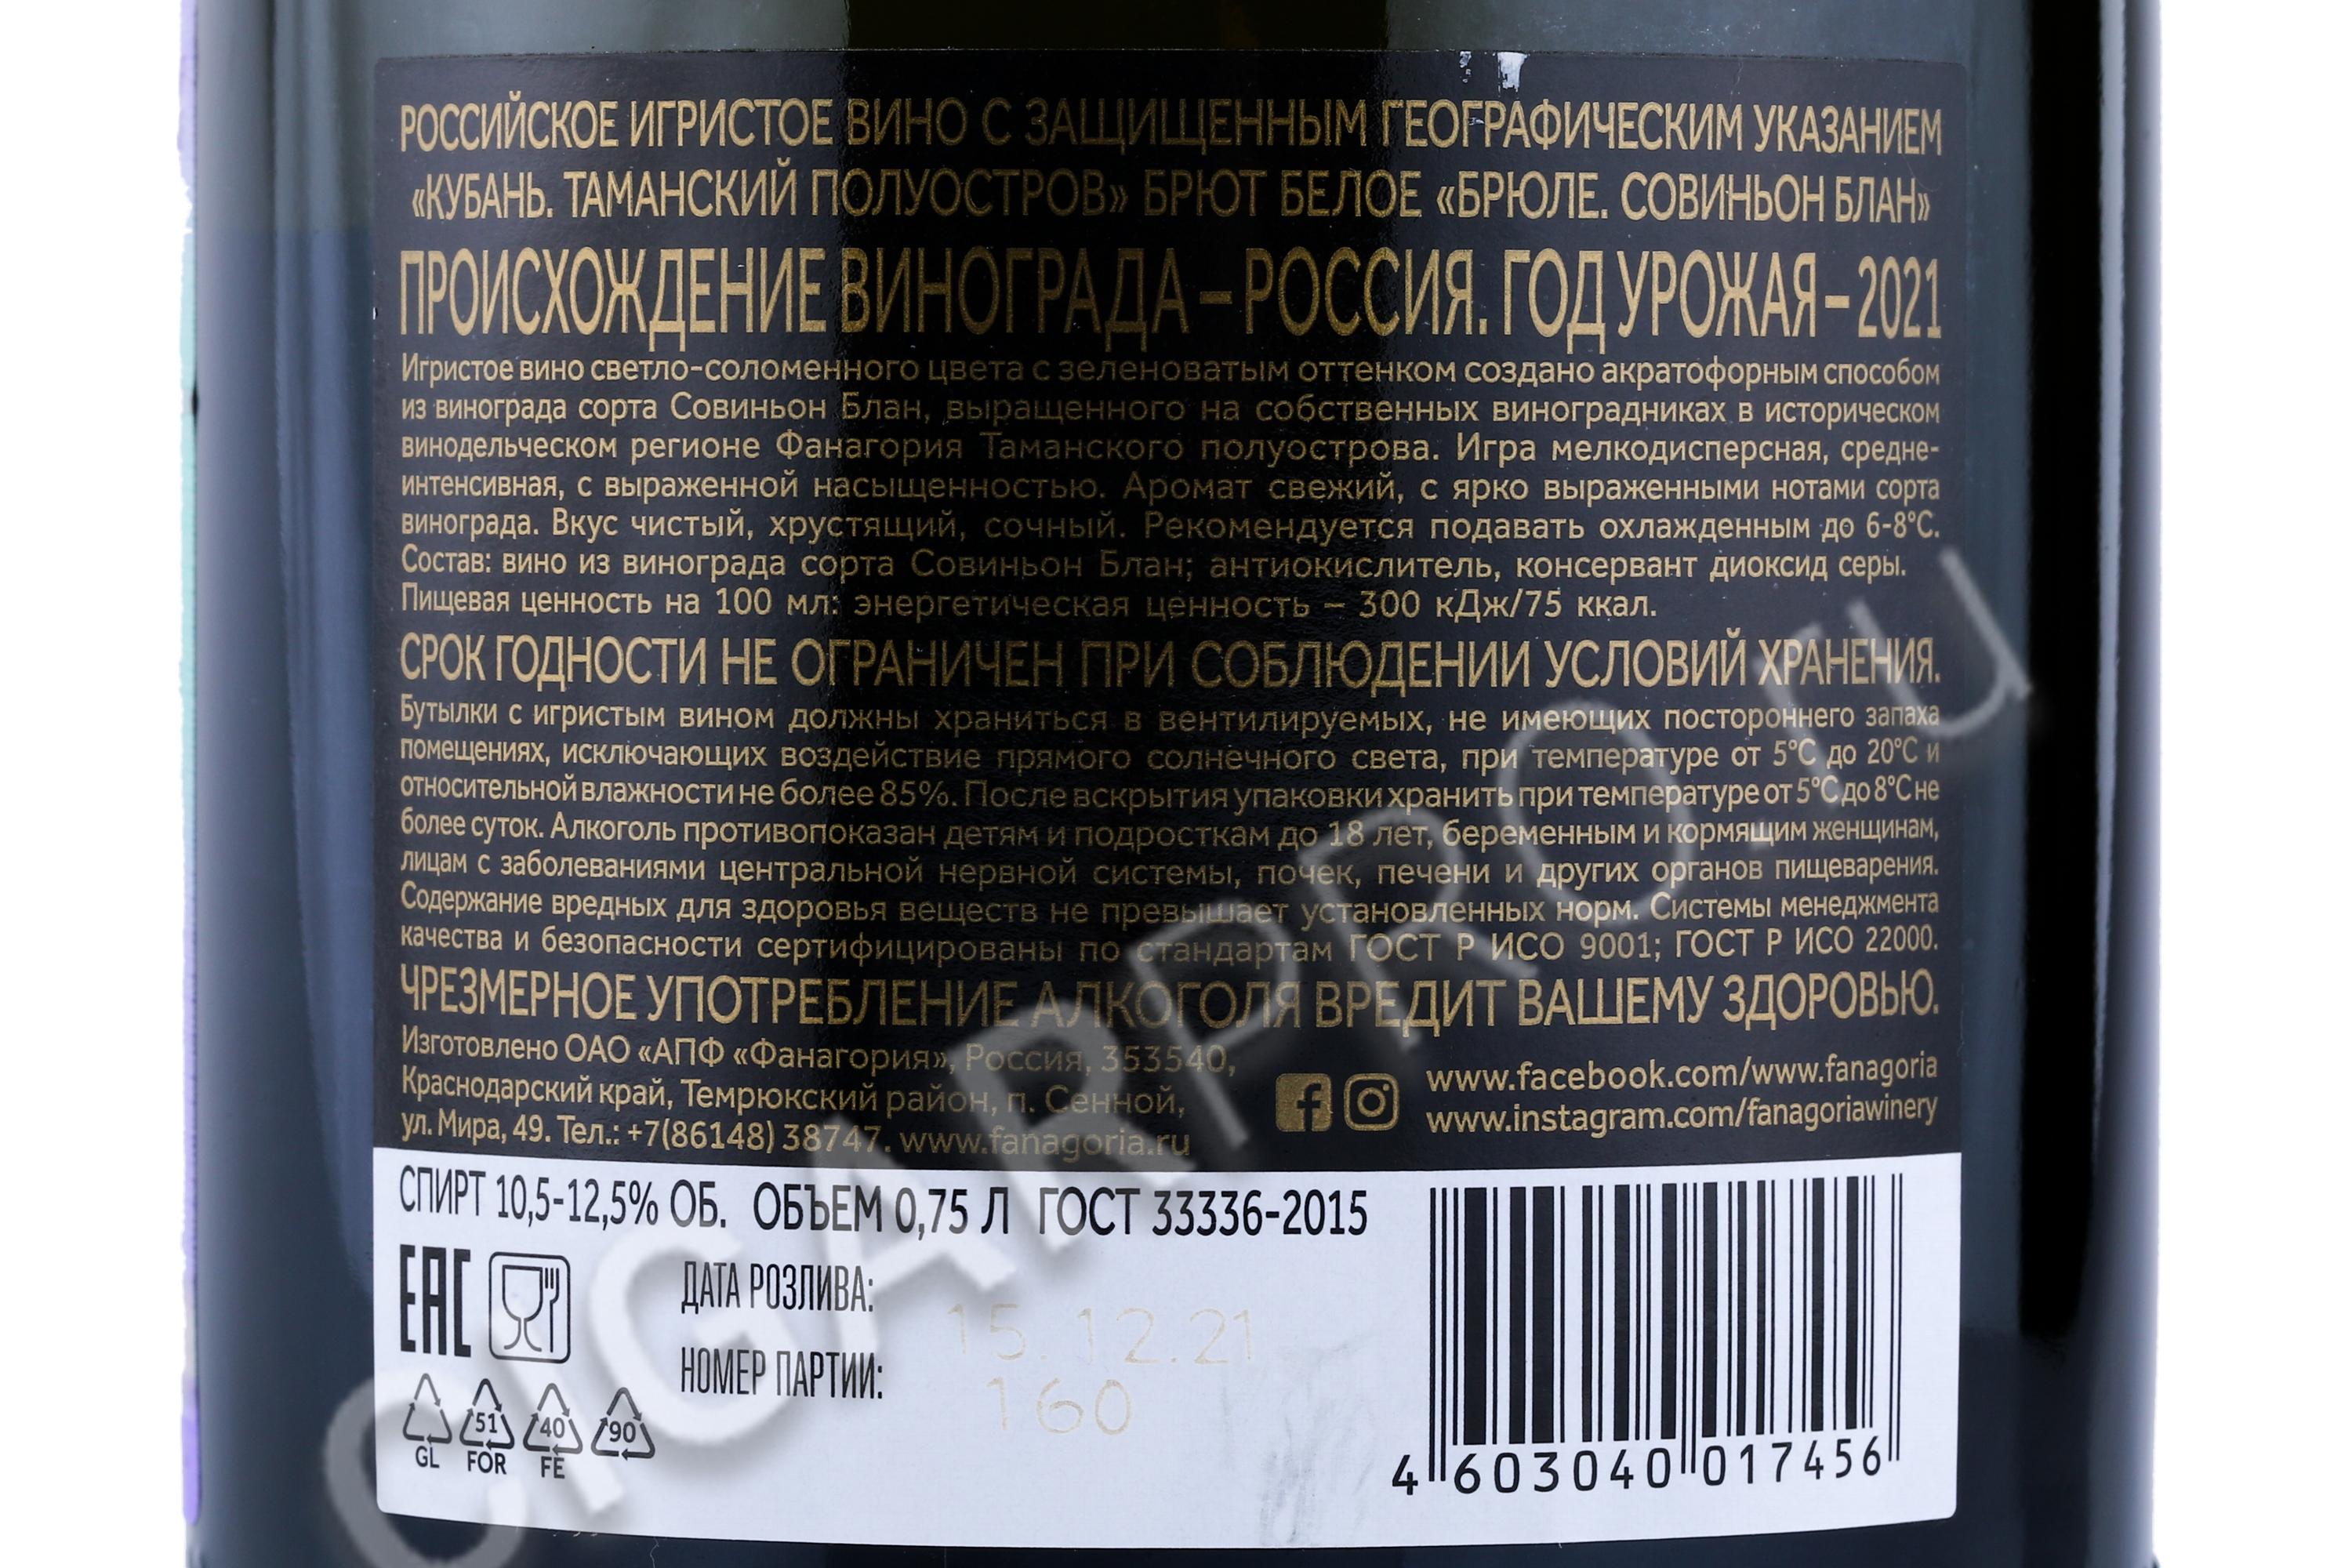 РОССИЙСКОЕ ИГРИСТОЕ ВИНО С ЗАЩИЩЕННЫМ ГЕОГРАФИЧЕСКИМ УКАЗАНИЕМ
«КУБАНЬ. ТАМАНСКИЙ ПОЛУОСТРОВ» БРЮТ БЕЛОЕ «БРЮЛЕ. СОВИНЬОН БЛАН»
ПРОИСХОЖДЕНИЕ ВИНОГРАДА – РОССИЯ. ГОД УРОЖАЯ – 2021
Игристое вино светло-соломенного цвета с зеленоватым оттенком создано акратофорным способом
из винограда сорта Совиньон Блан, выращенного на собственных виноградниках в историческом
винодельческом регионе Фанагория Таманского полуострова. Игра мелкодисперсная, средне-
интенсивная, с выраженной насыщенностью. Аромат свежий, с ярко выраженными нотами сорта
винограда. Вкус чистый, хрустящий, сочный. Рекомендуется подавать охлажденным до 6-8°С.
Состав: вино из винограда сорта Совиньон Блан; антиокислитель, консервант диоксид серы.
Пищевая ценность на 100 мл: энергетическая ценность – 300 кДж/75 ккал.
СРОК ГОДНОСТИ НЕ ОГРАНИЧЕН ПРИ СОБЛЮДЕНИИ УСЛОВИЙ ХРАНЕНИЯ.
Бутылки с игристым вином должны храниться в вентилируемых, не имеющих постороннего запаха
помещениях, исключающих воздействие прямого солнечного света, при температуре от 5°С до 20°С и
относительной влажности не более 85%. После вскрытия упаковки хранить при температуре от 5°С до 8°С не
более суток. Алкоголь противопоказан детям и подросткам до 18 лет, беременным и кормящим женщинам,
лицам с заболеваниями центральной нервной системы, почек, печени и других органов пищеварения.
Содержание вредных для здоровья веществ не превышает установленных норм. Системы менеджмента
качества и безопасности сертифицированы по стандартам ГОСТ Р ИСО 9001; ГОСТ Р ИСО 22000.
ЧРЕЗМЕРНОЕ УПОТРЕБЛЕНИЕ АЛКОГОЛЯ ВРЕДИТ ВАШЕМУ ЗДОРОВЬЮ.
Изготовлено ОАО «АПФ «Фанагория», Россия, 353540,
Краснодарский край, Темрюкский район, п. Сенной,
ул. Мира, 49. Тел.: +7(86148) 38747. www.fanagoria.ru
www.facebook.com/www.fanagoria
www.instagram.com/fanagoriawinery
СПИРТ 10,5-12,5% ОБ. ОБЪЕМ 0,75 Л ГОСТ 33336-2015
ЕАС
ДАТА РОЗЛИВА: 15.12.21
НОМЕР ПАРТИИ: 160
GL
51 FOR
40 FE
90
4 603040 017456
CIGARPRO.ru